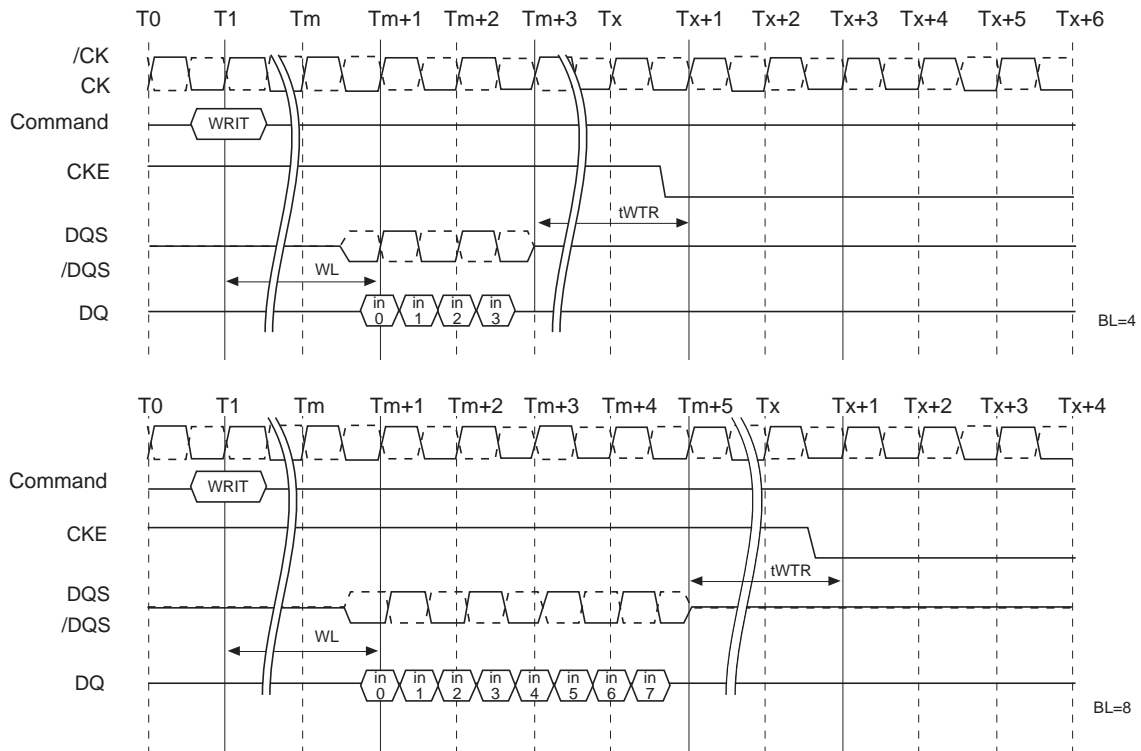 T0 T1 Tm Tm+1 Tm+2 Tm+3 Tx Tx+1 Tx+2 Tx+3 Tx+4 Tx+5 Tx+6
/CK
CK
Command WRIT
CKE
tWTR
DQS
/DQS
WL
DQ in 0 in 1 in 2 in 3
BL=4
T0 T1 Tm Tm+1 Tm+2 Tm+3 Tm+4 Tm+5 Tx Tx+1 Tx+2 Tx+3 Tx+4
Command WRIT
CKE
tWTR
DQS
/DQS
WL
DQ in 0 in 1 in 2 in 3 in 4 in 5 in 6 in 7
BL=8